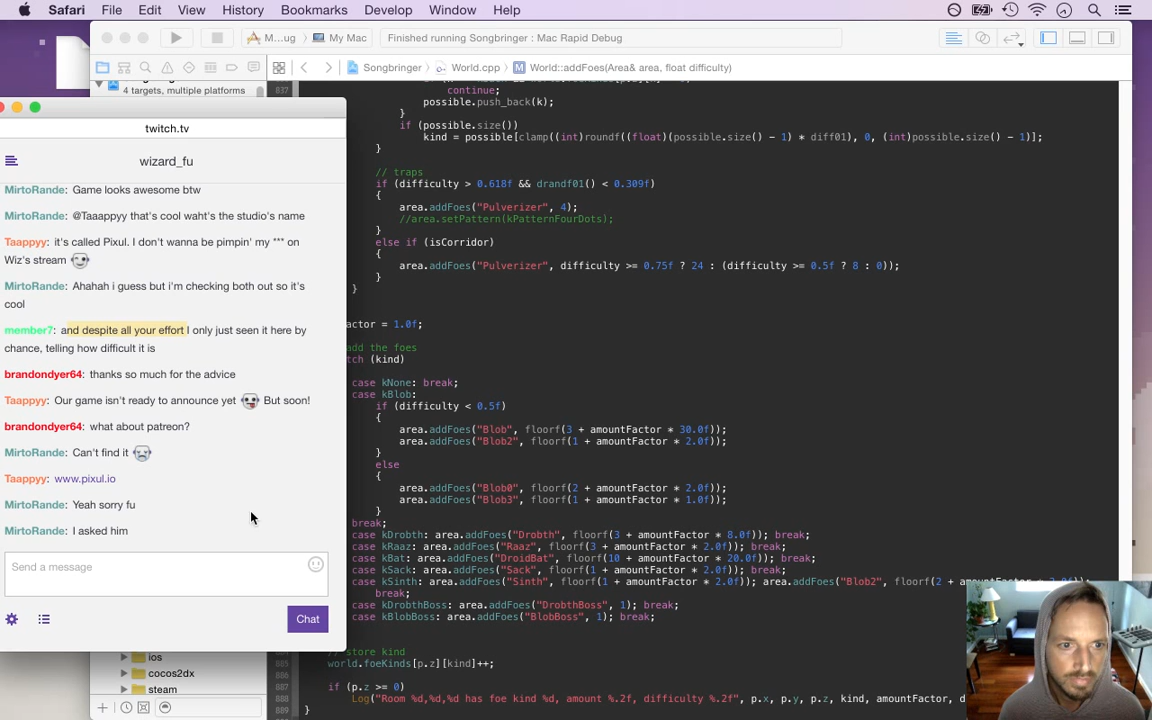 Safari File Edit View History Bookmarks Develop Window Help
M...ug My Mac Finished running Songbringer : Mac Rapid Debug
Songbringer World.cpp M World::addFoes(Area& area, float difficulty)
4 targets, multiple platforms
837
continue;
possible.push_back(k);
}
if (possible.size())
kind = possible[clamp((int)roundf((float)(possible.size() - 1) * diff01), 0, (int)possible.size() - 1)];
}
// traps
if (difficulty > 0.618f && drandf01() < 0.309f)
{
area.addFoes("Pulverizer", 4);
//area.setPattern(kPatternFourDots);
}
else if (isCorridor)
{
area.addFoes("Pulverizer", difficulty >= 0.75f ? 24 : (difficulty >= 0.5f ? 8 : 0));
}
}
actor = 1.0f;
add the foes
tch (kind)
case kNone: break;
case kBlob:
if (difficulty < 0.5f)
{
area.addFoes("Blob", floorf(3 + amountFactor * 30.0f));
area.addFoes("Blob2", floorf(1 + amountFactor * 2.0f));
}
else
{
area.addFoes("Blob0", floorf(2 + amountFactor * 2.0f));
area.addFoes("Blob3", floorf(1 + amountFactor * 1.0f));
}
break;
case kDrobth: area.addFoes("Drobth", floorf(3 + amountFactor * 8.0f)); break;
case kRaaz: area.addFoes("Raaz", floorf(3 + amountFactor * 2.0f)); break;
case kBat: area.addFoes("DroidBat", floorf(10 + amountFactor * 20.0f)); break;
case kSack: area.addFoes("Sack", floorf(1 + amountFactor * 2.0f)); break;
case kSinth: area.addFoes("Sinth", floorf(1 + amountFactor * 2.0f)); area.addFoes("Blob2", floorf(2 + amountFactor
break;
case kDrobthBoss: area.addFoes("DrobthBoss", 1); break;
case kBlobBoss: area.addFoes("BlobBoss", 1); break;
// store kind
885 world.foeKinds[p.z][kind]++;
887 if (p.z >= 0)
888 Log("Room %d,%d,%d has foe kind %d, amount %.2f, difficulty %.2f", p.x, p.y, p.z, kind, amountFactor, d
889 }
twitch.tv
wizard_fu
MirtoRande: Game looks awesome btw
MirtoRande: @Taaappyy that's cool waht's the studio's name
Taappyy: it's called Pixul. I don't wanna be pimpin' my *** on
Wiz's stream
MirtoRande: Ahahah i guess but i'm checking both out so it's
cool
member7: and despite all your effort I only just seen it here by
chance, telling how difficult it is
brandondyer64: thanks so much for the advice
Taappyy: Our game isn't ready to announce yet But soon!
brandondyer64: what about patreon?
MirtoRande: Can't find it
Taappyy: www.pixul.io
MirtoRande: Yeah sorry fu
MirtoRande: I asked him
Send a message
Chat
ios
cocos2dx
steam